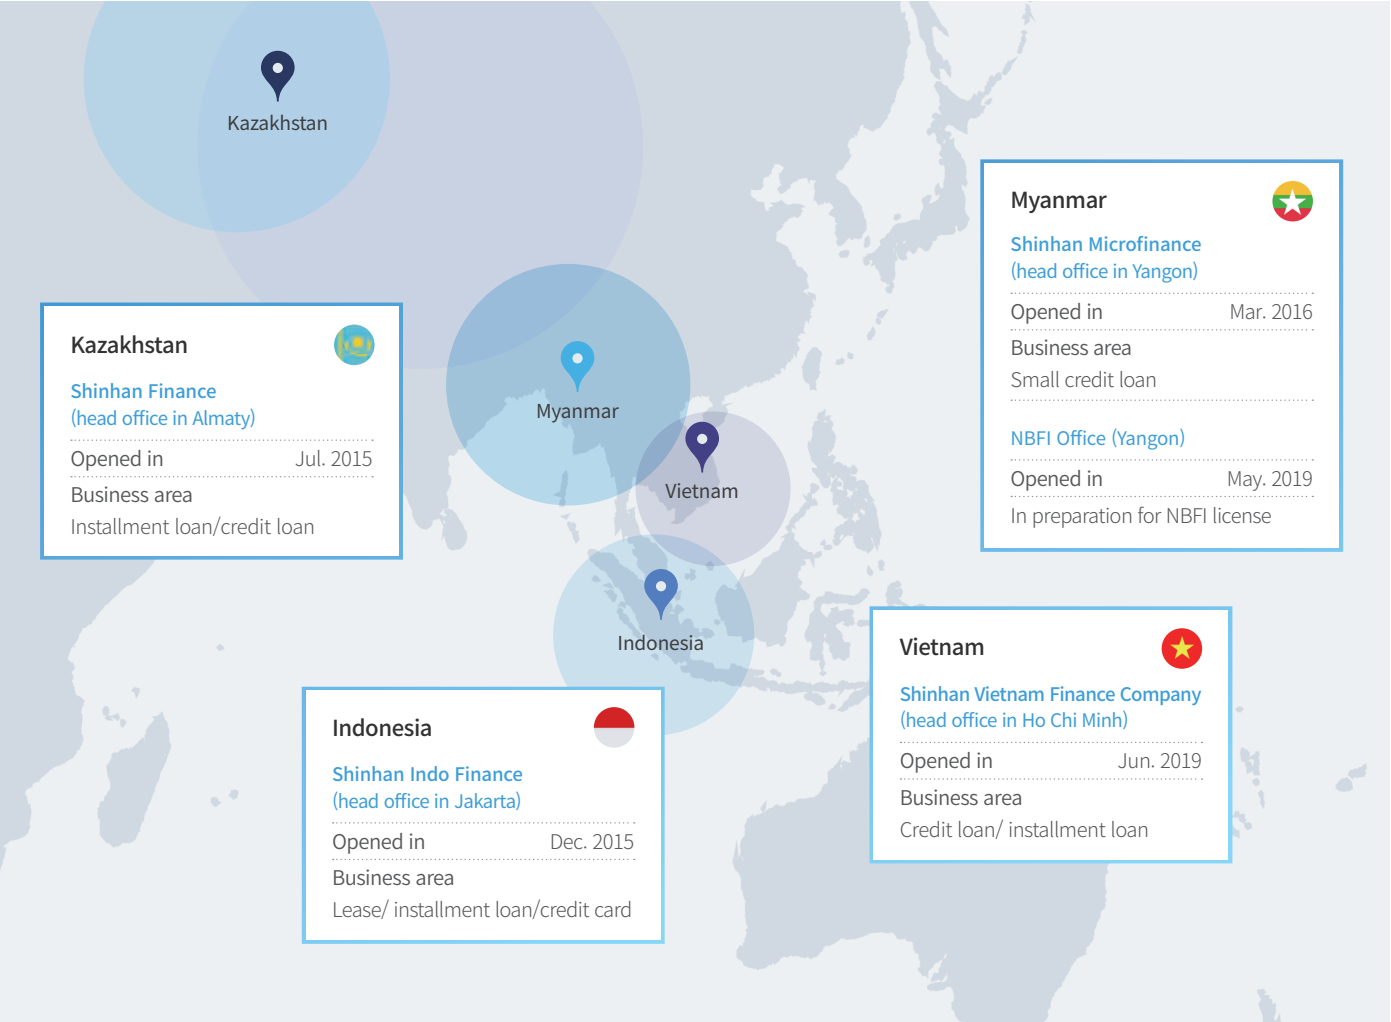 Kazakhstan
Myanmar
Vietnam
Indonesia
Kazakhstan
Shinhan Finance
(head office in Almaty)
Opened in Jul. 2015
Business area
Installment loan/credit loan
Myanmar
Shinhan Microfinance
(head office in Yangon)
Opened in Mar. 2016
Business area
Small credit loan
NBFI Office (Yangon)
Opened in May. 2019
In preparation for NBFI license
Indonesia
Shinhan Indo Finance
(head office in Jakarta)
Opened in Dec. 2015
Business area
Lease/ installment loan/credit card
Vietnam
Shinhan Vietnam Finance Company
(head office in Ho Chi Minh)
Opened in Jun. 2019
Business area
Credit loan/ installment loan